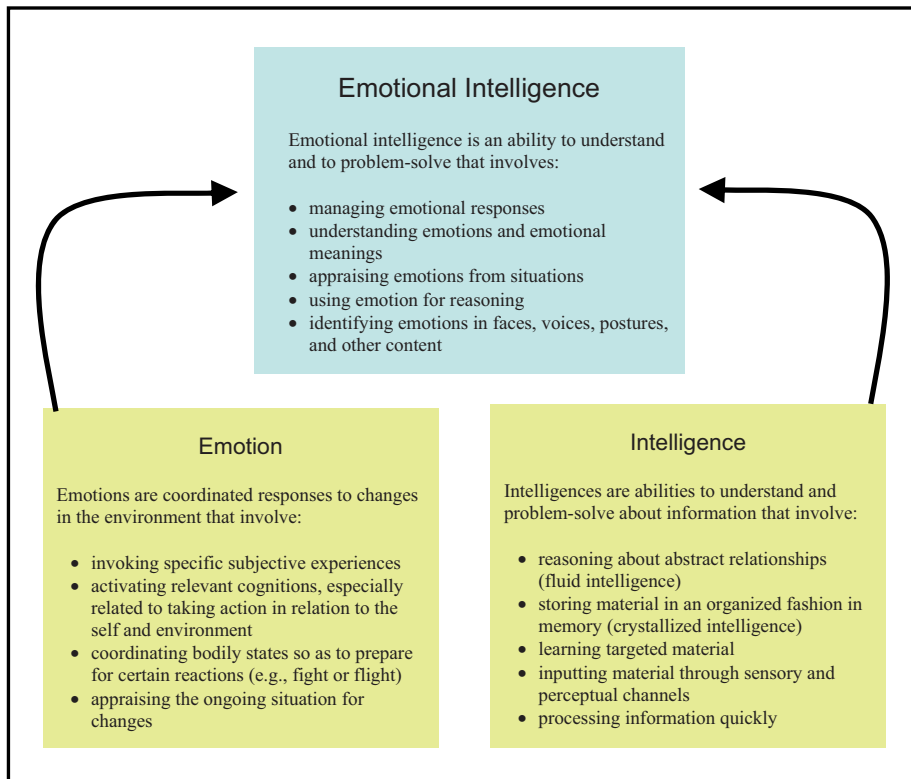 Emotional Intelligence
Emotional intelligence is an ability to understand
and to problem-solve that involves:
• managing emotional responses
• understanding emotions and emotional
meanings
• appraising emotions from situations
• using emotion for reasoning
• identifying emotions in faces, voices, postures,
and other content
Emotion
Emotions are coordinated responses to changes
in the environment that involve:
• invoking specific subjective experiences
• activating relevant cognitions, especially
related to taking action in relation to the
self and environment
• coordinating bodily states so as to prepare
for certain reactions (e.g., fight or flight)
• appraising the ongoing situation for
changes
Intelligence
Intelligences are abilities to understand and
problem-solve about information that involve:
• reasoning about abstract relationships
(fluid intelligence)
• storing material in an organized fashion in
memory (crystallized intelligence)
• learning targeted material
• inputting material through sensory and
perceptual channels
• processing information quickly